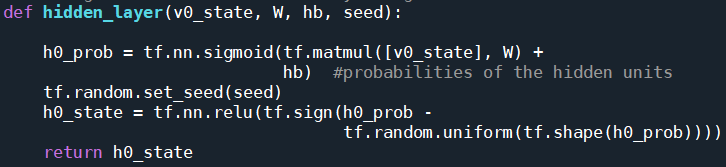 def hidden_layer(v0_state, W, hb, seed):
h0_prob = tf.nn.sigmoid(tf.matmul([v0_state], W) +
hb)  #probabilities of the hidden units
tf.random.set_seed(seed)
h0_state = tf.nn.relu(tf.sign(h0_prob -
tf.random.uniform(tf.shape(h0_prob))))
return h0_state